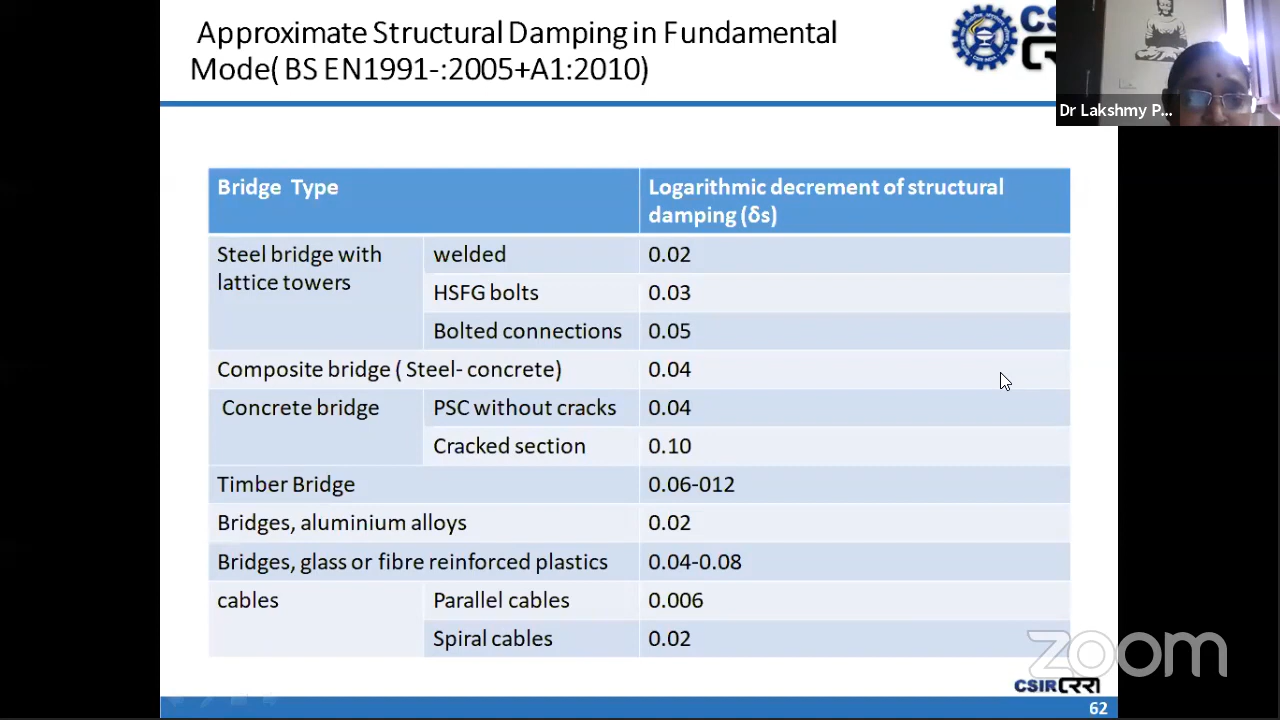 Approximate Structural Damping in Fundamental
Mode( BS EN1991-:2005+A1:2010)
Dr Lakshmy P...
Bridge Type
Logarithmic decrement of structural
damping (δs)
Steel bridge with
lattice towers
welded
0.02
HSFG bolts
0.03
Bolted connections
0.05
Composite bridge ( Steel- concrete)
0.04
Concrete bridge
PSC without cracks
0.04
Cracked section
0.10
Timber Bridge
0.06-012
Bridges, aluminium alloys
0.02
Bridges, glass or fibre reinforced plastics
0.04-0.08
cables
Parallel cables
0.006
Spiral cables
0.02
zoom
CSIR CRRI
62